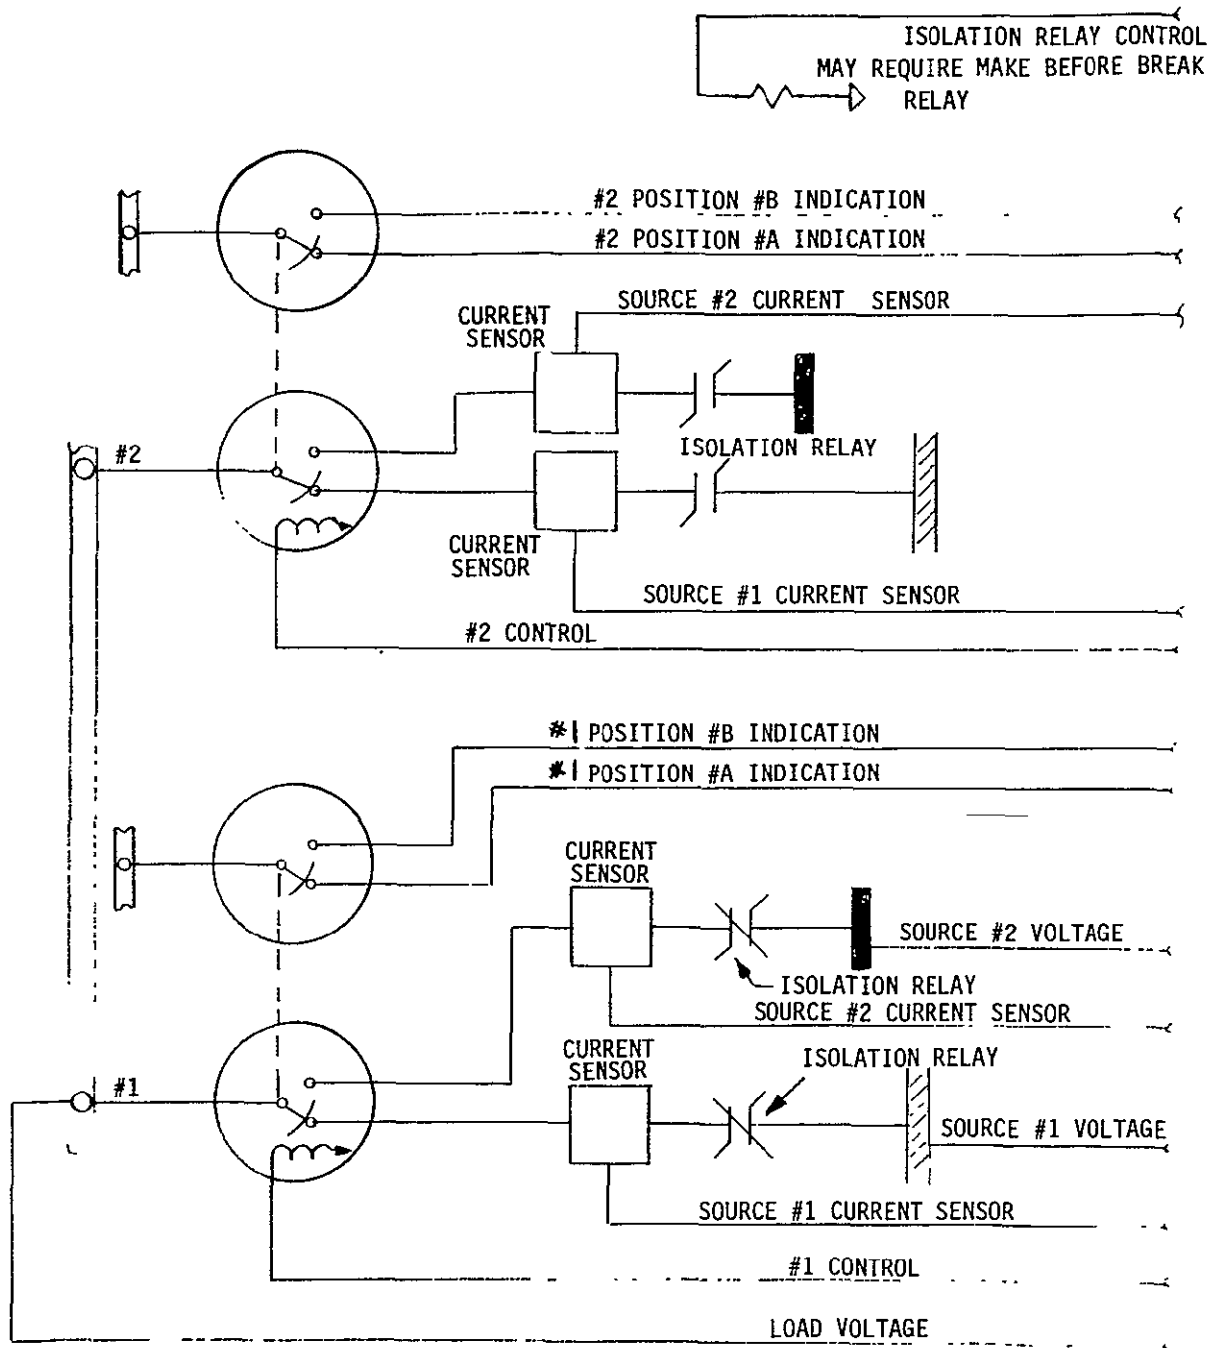 ISOLATION RELAY CONTROL
MAY REQUIRE MAKE BEFORE BREAK
RELAY
#2 POSITION #B INDICATION
#2 POSITION #A INDICATION
SOURCE #2 CURRENT SENSOR
CURRENT
SENSOR
ISOLATION RELAY
#2
CURRENT
SENSOR
SOURCE #1 CURRENT SENSOR
#2 CONTROL
#1 POSITION #B INDICATION
#1 POSITION #A INDICATION
CURRENT
SENSOR
SOURCE #2 VOLTAGE
ISOLATION RELAY
SOURCE #2 CURRENT SENSOR
CURRENT
SENSOR
ISOLATION RELAY
#1
SOURCE #1 VOLTAGE
SOURCE #1 CURRENT SENSOR
#1 CONTROL
LOAD VOLTAGE